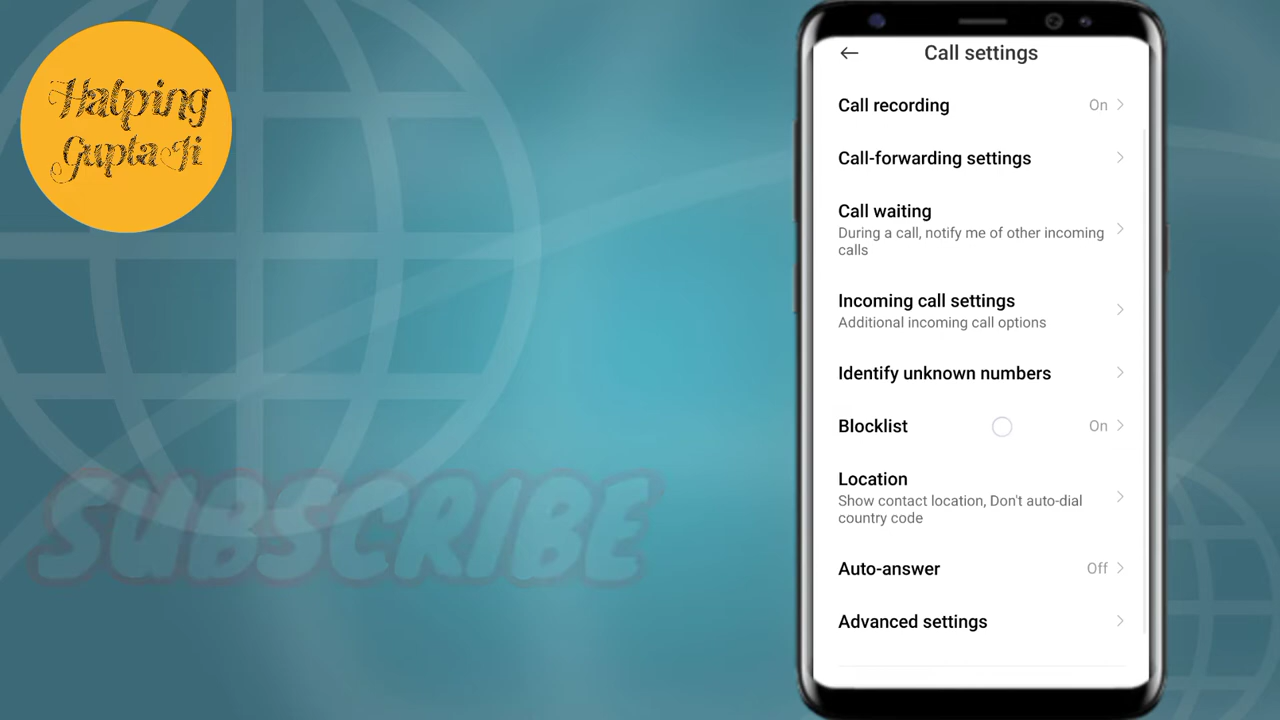 Halping
Gupta Ji
SUBSCRIBE
Call settings
Call recording On
Call-forwarding settings
Call waiting
During a call, notify me of other incoming
calls
Incoming call settings
Additional incoming call options
Identify unknown numbers
Blocklist On
Location
Show contact location, Don't auto-dial
country code
Auto-answer Off
Advanced settings